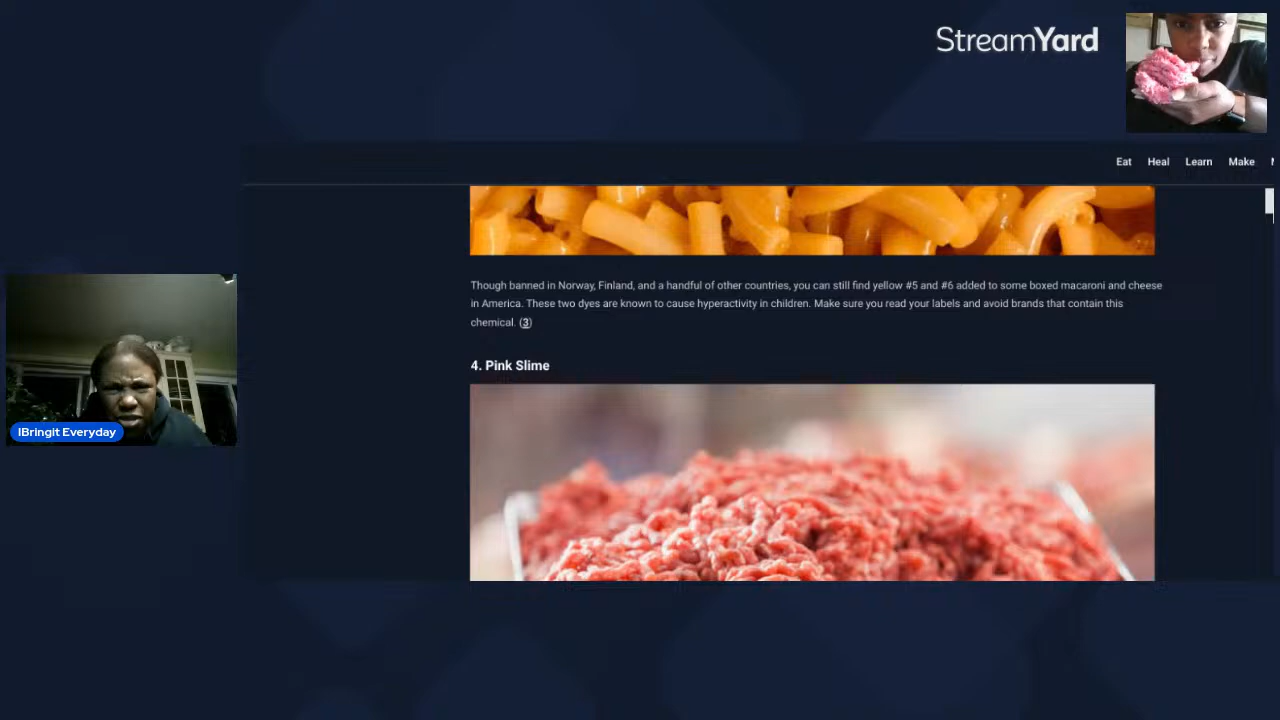 StreamYard
Eat Heal Learn Make
Though banned in Norway, Finland, and a handful of other countries, you can still find yellow #5 and #6 added to some boxed macaroni and cheese
in America. These two dyes are known to cause hyperactivity in children. Make sure you read your labels and avoid brands that contain this
chemical. (3)
4. Pink Slime
IBringit Everyday